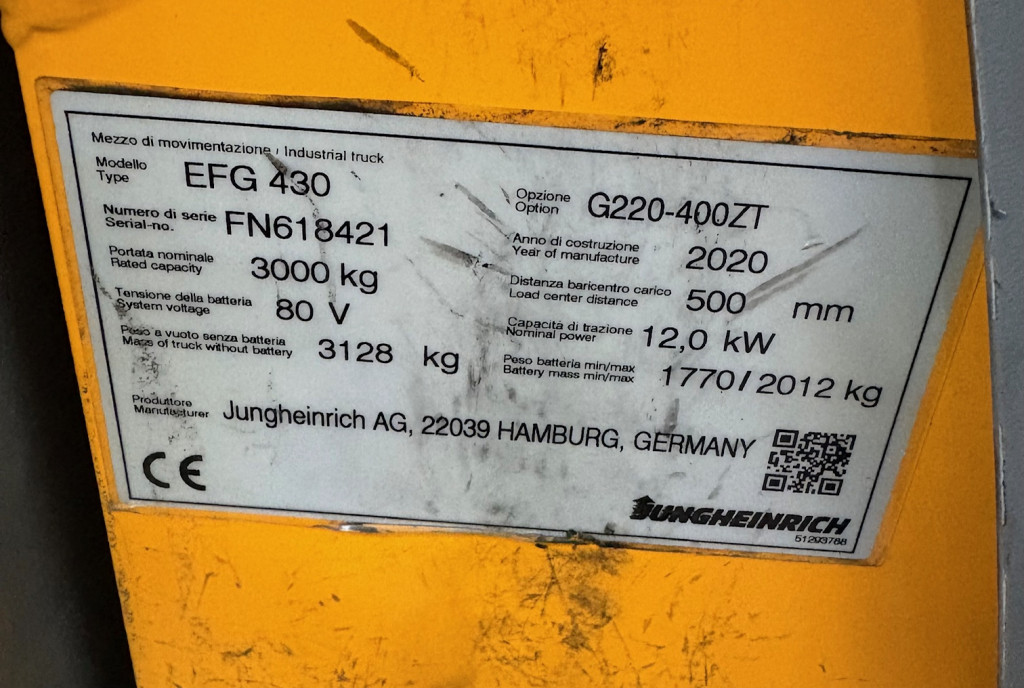 Mezzo di movimentazione / Industrial truck
Modello
Type
EFG 430
Opzione
Option
G220-400ZT
Numero di serie
Serial-no.
FN618421
Anno di costruzione
Year of manufacture
2020
Portata nominale
Rated capacity
3000 kg
Distanza baricentro carico
Load center distance
500 mm
Tensione della batteria
System voltage
80 V
Capacità di trazione
Nominal power
12,0 kW
Peso a vuoto senza batteria
Mass of truck without battery
3128 kg
Peso batteria min/max
Battery mass min/max
1770 / 2012 kg
Produttore
Manufacturer
Jungheinrich AG, 22039 HAMBURG, GERMANY
CE
JUNGHEINRICH
51293788